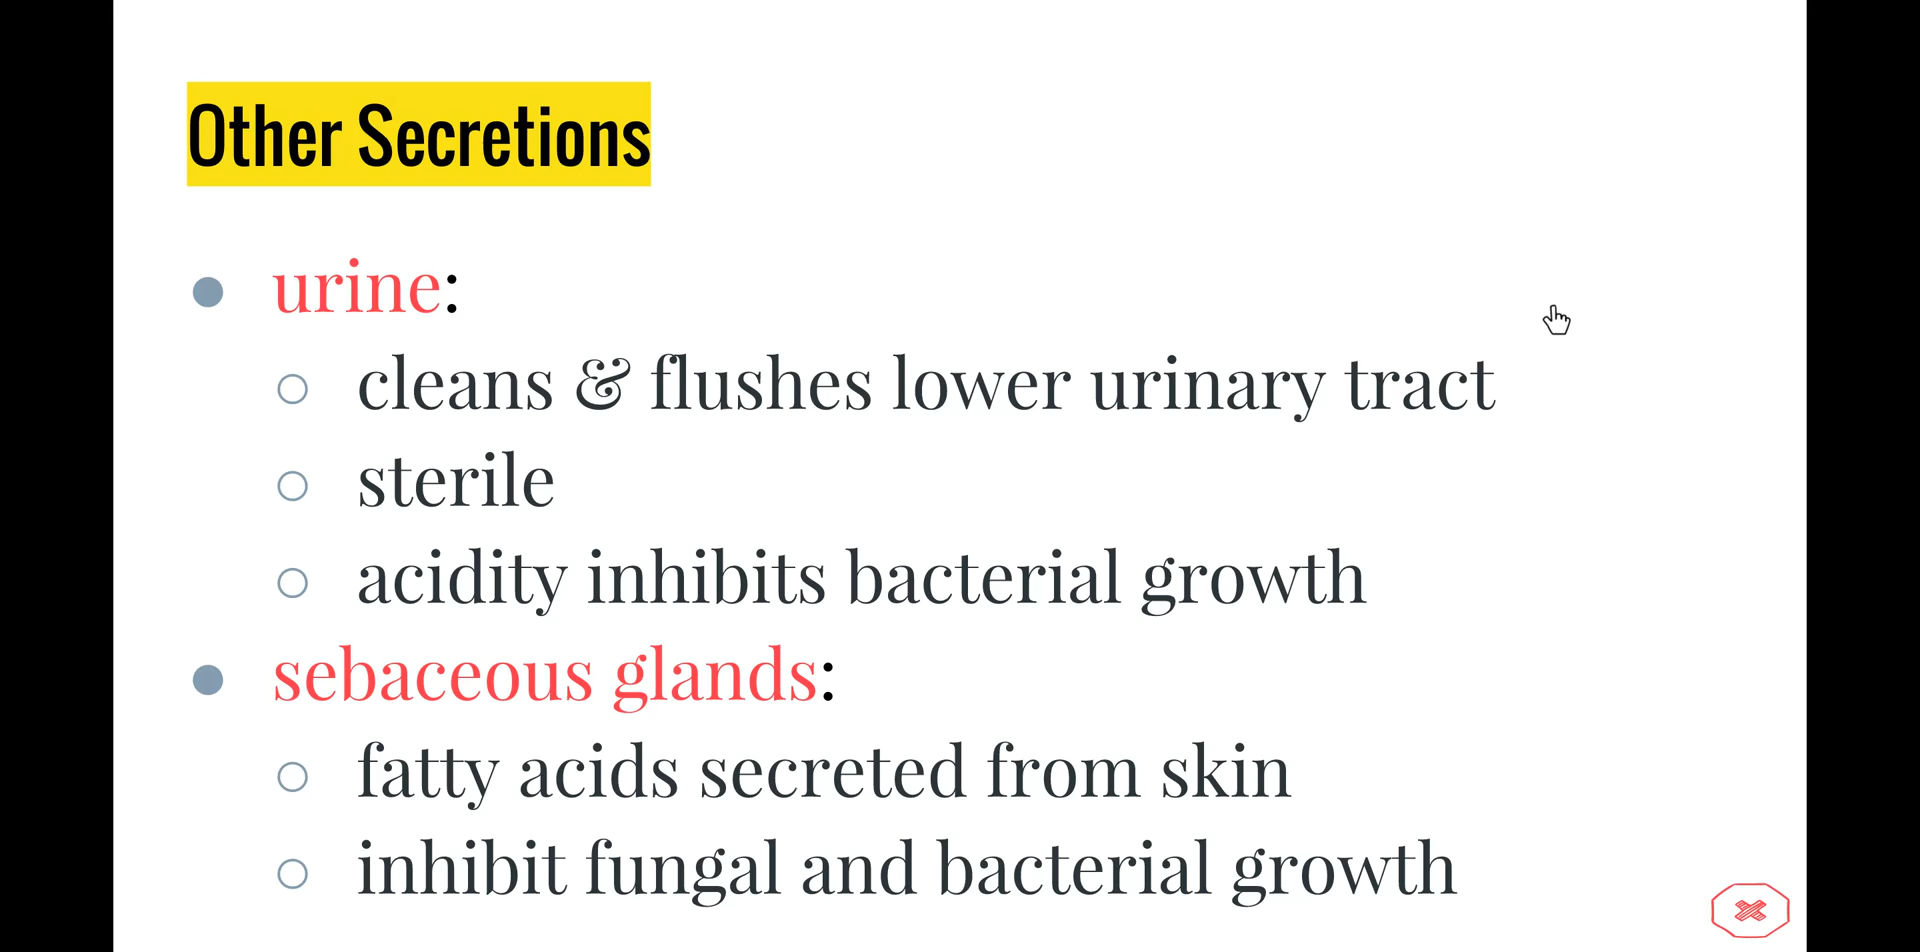 Other Secretions
urine:
cleans & flushes lower urinary tract
sterile
acidity inhibits bacterial growth
sebaceous glands:
fatty acids secreted from skin
inhibit fungal and bacterial growth